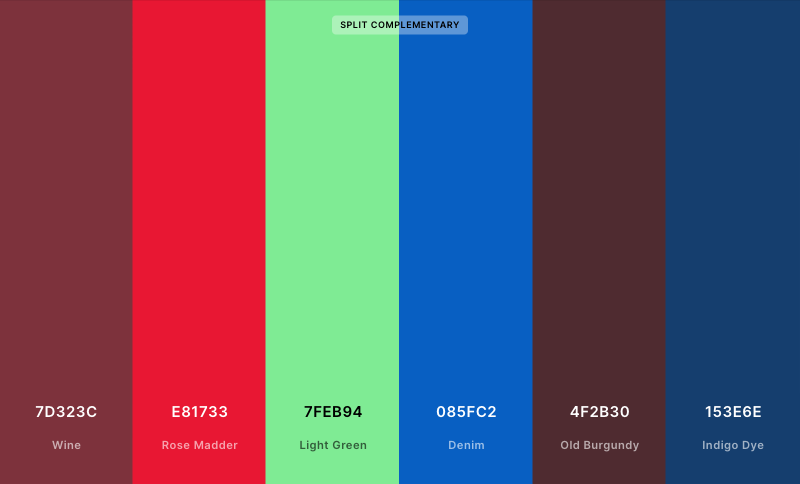 SPLIT COMPLEMENTARY
7D323C
Wine
E81733
Rose Madder
7FEB94
Light Green
085FC2
Denim
4F2B30
Old Burgundy
153E6E
Indigo Dye